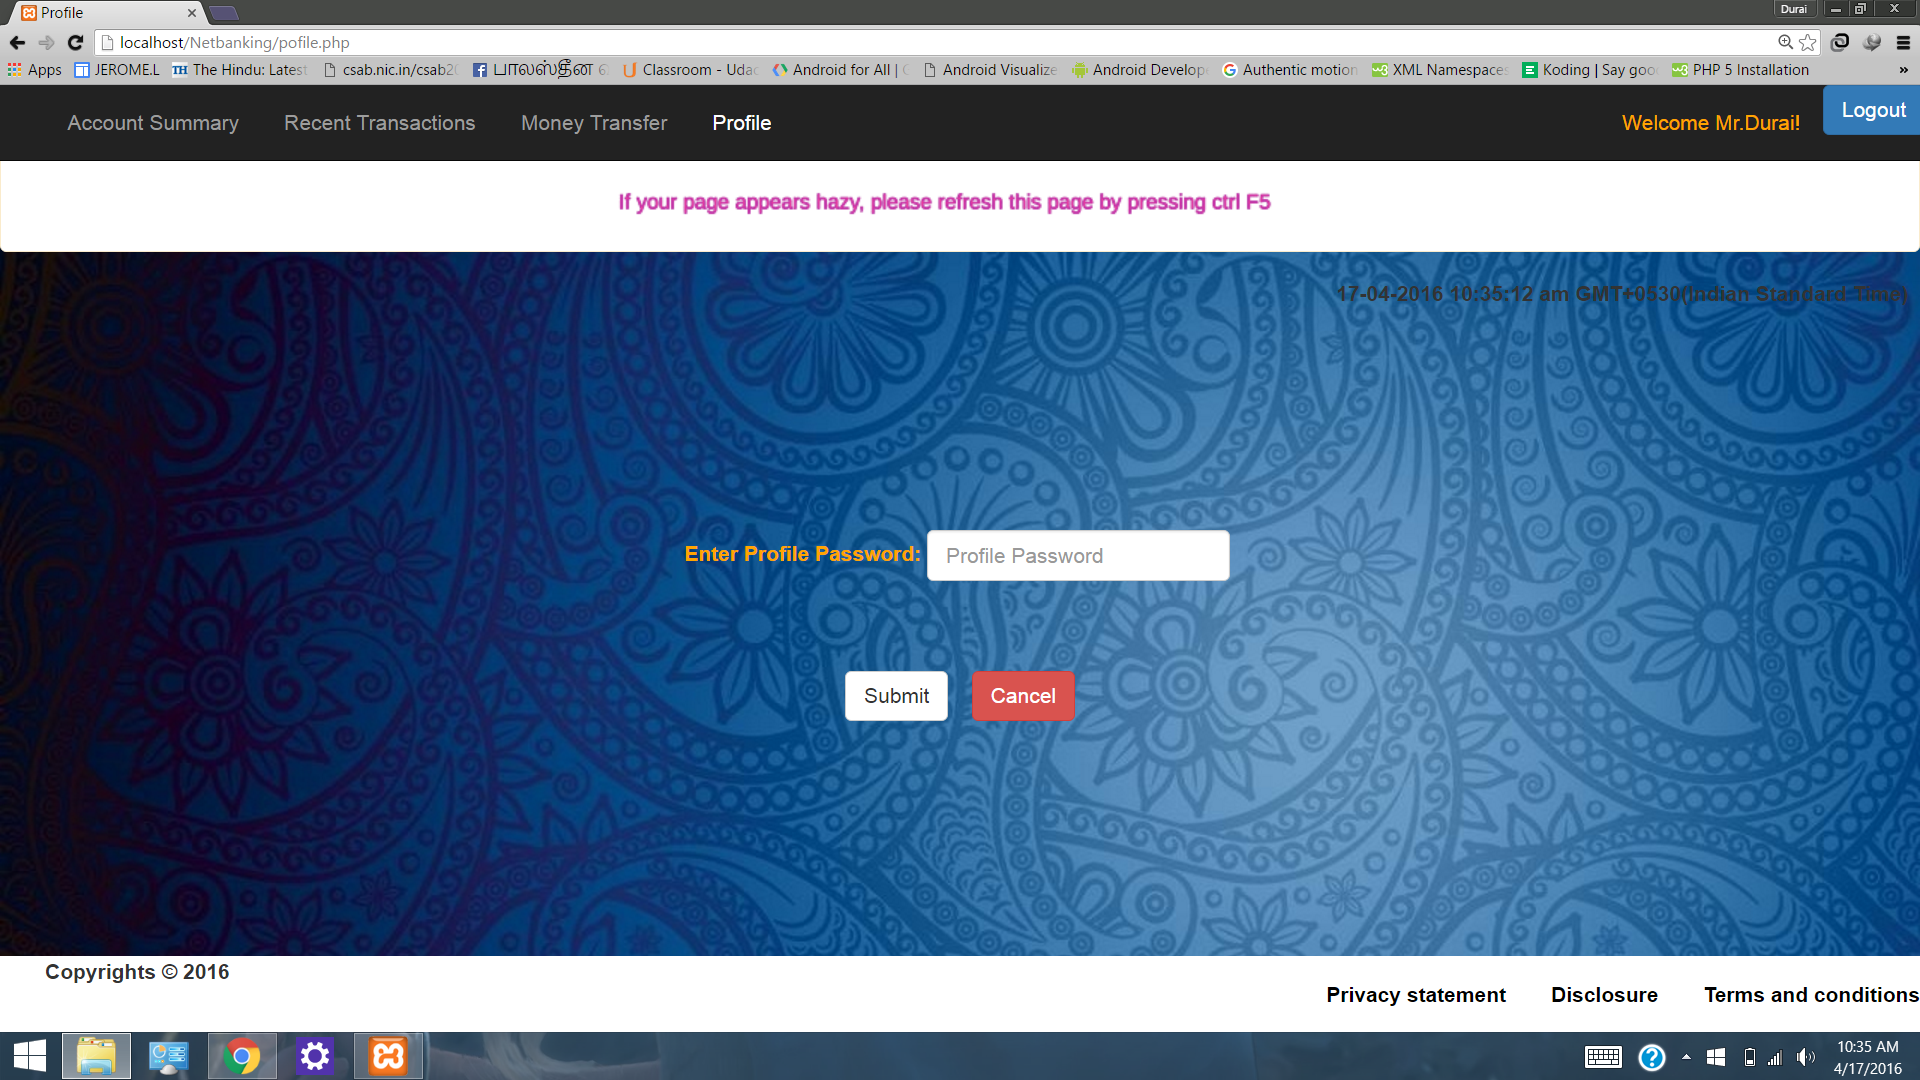 Profile
Durai
localhost/Netbanking/pofile.php
Apps JEROME.L The Hindu: Latest csab.nic.in/csab20 Classroom - Udac Android for All | Android Visualize Android Develop Authentic motion XML Namespaces Koding | Say goo PHP 5 Installation »
Account Summary Recent Transactions Money Transfer Profile Welcome Mr.Durai! Logout
If your page appears hazy, please refresh this page by pressing ctrl F5
17-04-2016 10:35:12 am GMT+0530(Indian Standard Time)
Enter Profile Password: Profile Password
Submit Cancel
Copyrights © 2016
Privacy statement Disclosure Terms and conditions
10:35 AM
4/17/2016